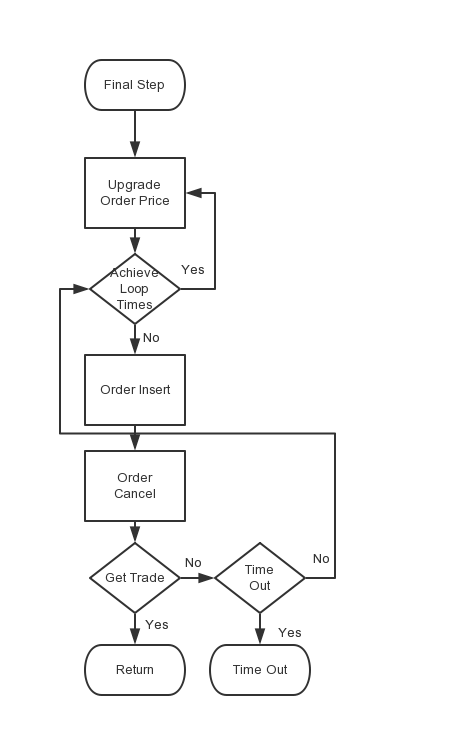 Final Step
Upgrade
Order Price
Achieve
Loop
Times
Yes
No
Order Insert
Order
Cancel
Get Trade
No
Time
Out
No
Yes
Yes
Return
Time Out